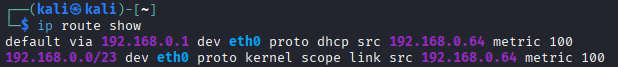 ┌──(kali㉿kali)-[~]
└─$ ip route show
default via 192.168.0.1 dev eth0 proto dhcp src 192.168.0.64 metric 100
192.168.0.0/23 dev eth0 proto kernel scope link src 192.168.0.64 metric 100